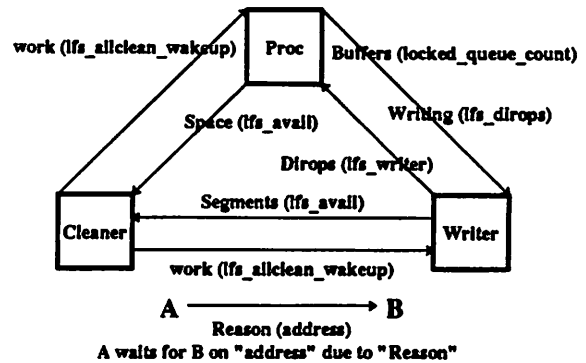 Proc
work (lfs_allclean_wakeup)
Buffers (locked_queue_count)
Writing (lfs_dirops)
Space (lfs_avail)
Dirops (lfs_writer)
Segments (lfs_avail)
Cleaner
Writer
work (lfs_allclean_wakeup)
A B
Reason (address)
A waits for B on "address" due to "Reason"